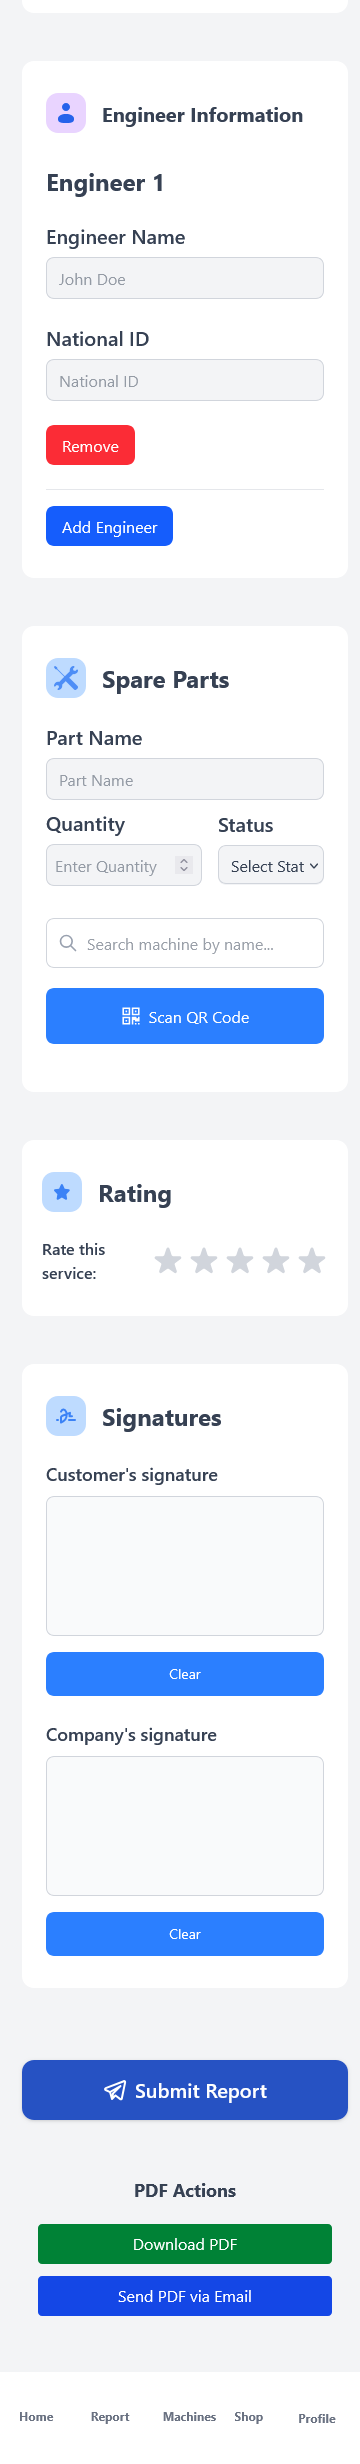 Engineer Information
Engineer 1
Engineer Name
John Doe
National ID
National ID
Remove
Add Engineer
Spare Parts
Part Name
Part Name
Quantity Status
Enter Quantity Select Stat
Search machine by name...
Scan QR Code
Rating
Rate this
service:
Signatures
Customer's signature
Clear
Company's signature
Clear
Submit Report
PDF Actions
Download PDF
Send PDF via Email
Home Report Machines Shop Profile